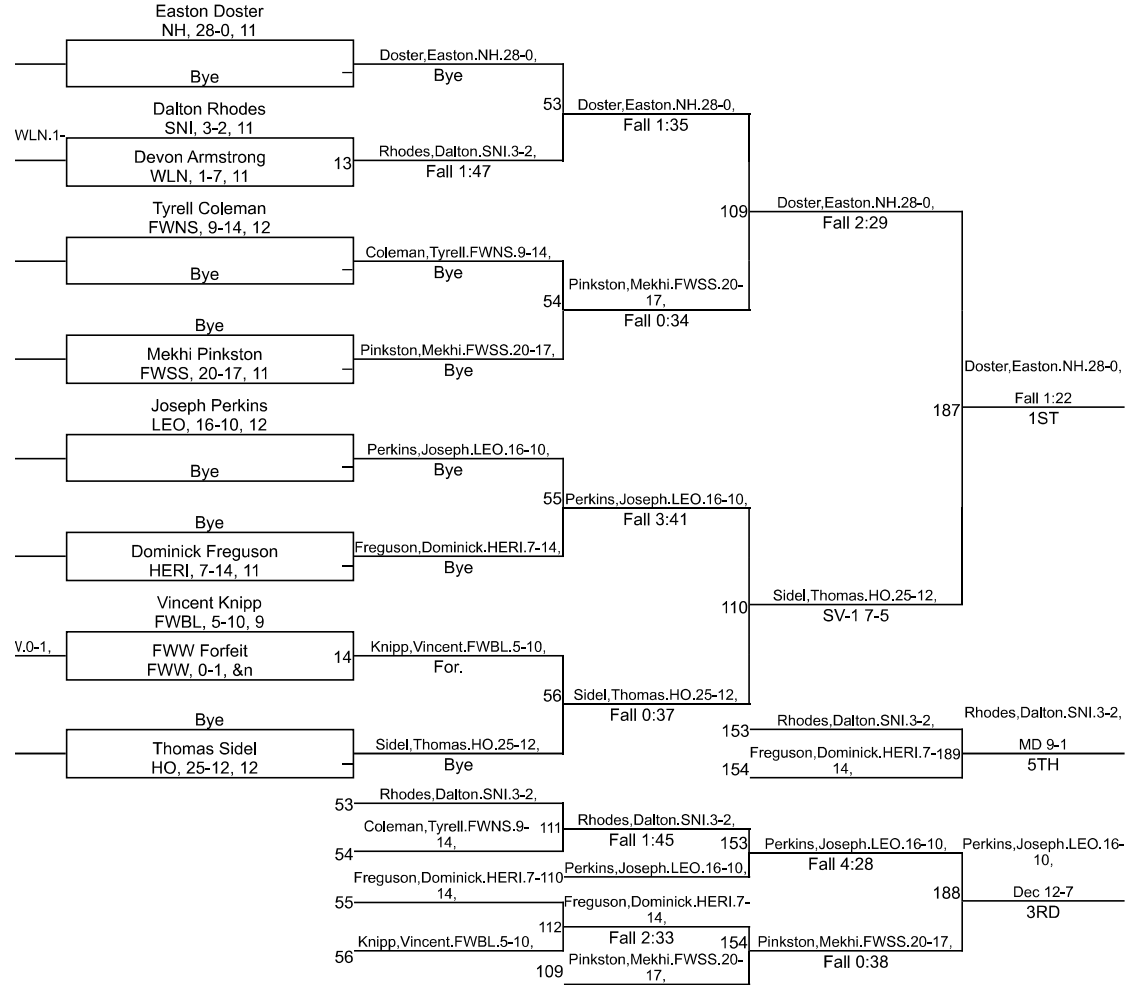 Easton Doster
NH, 28-0, 11
Bye
Doster,Easton.NH.28-0,
Bye
53
Doster,Easton.NH.28-0,
Fall 1:35
Dalton Rhodes
SNI, 3-2, 11
WLN.1-
Devon Armstrong
WLN, 1-7, 11
13
Rhodes,Dalton.SNI.3-2,
Fall 1:47
109
Doster,Easton.NH.28-0,
Fall 2:29
Tyrell Coleman
FWNS, 9-14, 12
Bye
Coleman,Tyrell.FWNS.9-14,
Bye
54
Pinkston,Mekhi.FWSS.20-
17,
Fall 0:34
Bye
Mekhi Pinkston
FWSS, 20-17, 11
Pinkston,Mekhi.FWSS.20-17,
Bye
187
Doster,Easton.NH.28-0,
Fall 1:22
1ST
Joseph Perkins
LEO, 16-10, 12
Bye
Perkins,Joseph.LEO.16-10,
Bye
55
Perkins,Joseph.LEO.16-10,
Fall 3:41
Bye
Dominick Freguson
HERI, 7-14, 11
Freguson,Dominick.HERI.7-14,
Bye
110
Sidel,Thomas.HO.25-12,
SV-1 7-5
Vincent Knipp
FWBL, 5-10, 9
V.0-1,
FWW Forfeit
FWW, 0-1, &n
14
Knipp,Vincent.FWBL.5-10,
For.
56
Sidel,Thomas.HO.25-12,
Fall 0:37
Bye
Thomas Sidel
HO, 25-12, 12
Sidel,Thomas.HO.25-12,
Bye
153
Rhodes,Dalton.SNI.3-2,
154
Freguson,Dominick.HERI.7-
14,
189
Rhodes,Dalton.SNI.3-2,
MD 9-1
5TH
53
Rhodes,Dalton.SNI.3-2,
54
Coleman,Tyrell.FWNS.9-
14,
111
Rhodes,Dalton.SNI.3-2,
Fall 1:45
110
Perkins,Joseph.LEO.16-10,
153
Perkins,Joseph.LEO.16-10,
Fall 4:28
55
Freguson,Dominick.HERI.7-
14,
56
Knipp,Vincent.FWBL.5-10,
112
Freguson,Dominick.HERI.7-
14,
Fall 2:33
109
Pinkston,Mekhi.FWSS.20-
17,
154
Pinkston,Mekhi.FWSS.20-17,
Fall 0:38
188
Perkins,Joseph.LEO.16-
10,
Dec 12-7
3RD